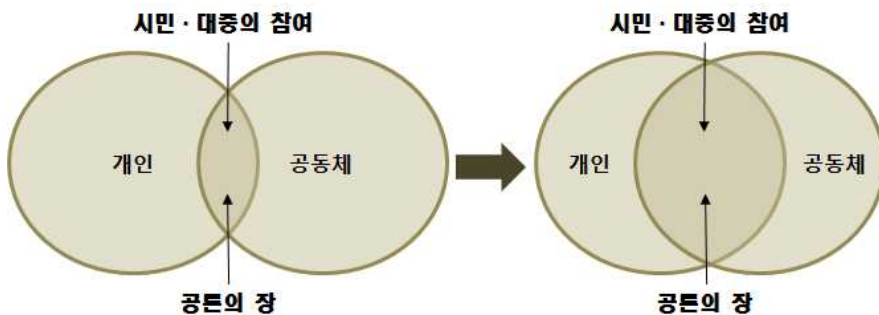 시민·대중의 참여
개인
공동체
공론의 장
시민·대중의 참여
개인
공동체
공론의 장